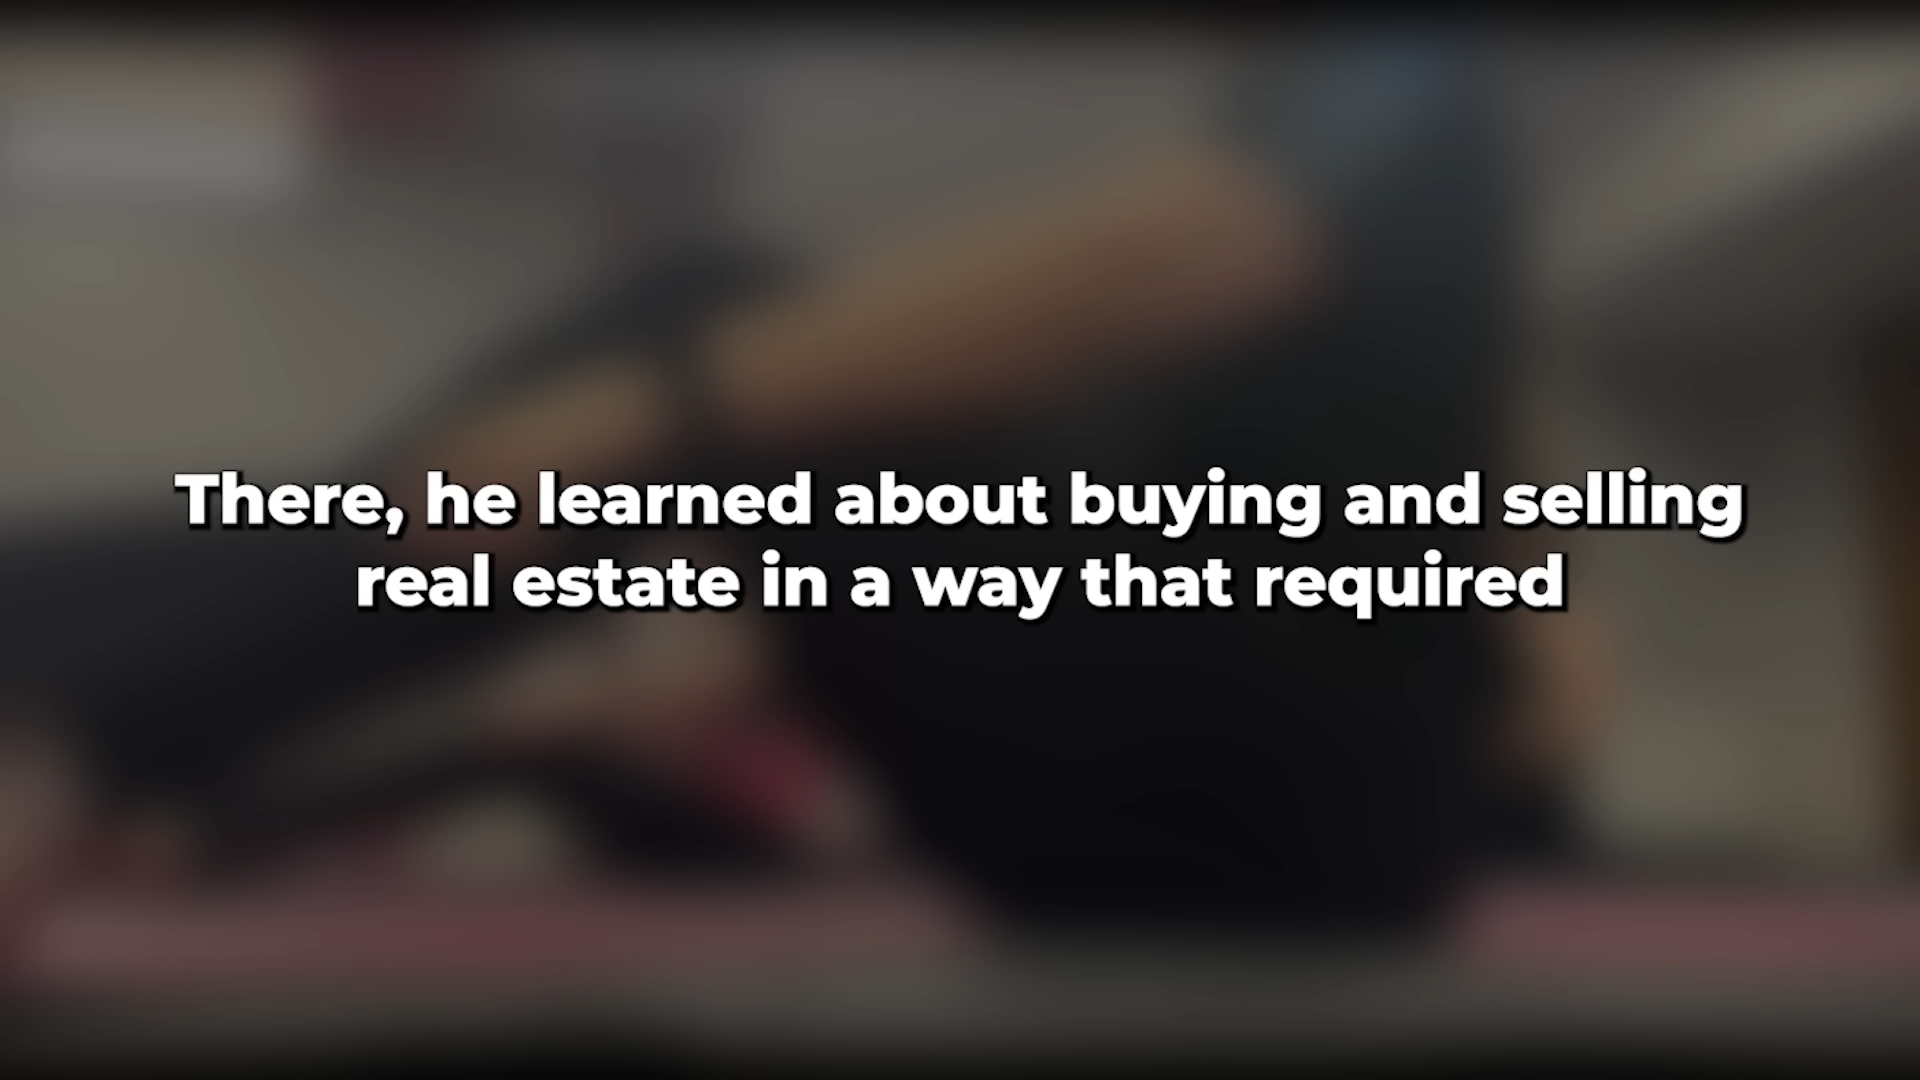 There, he learned about buying and selling
real estate in a way that required